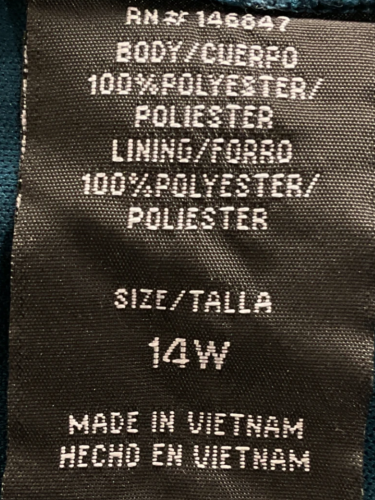 RN# 146847
BODY/CUERPO
100%POLYESTER/
POLIESTER
LINING/FORRO
100%POLYESTER/
POLIESTER
SIZE/TALLA
14W
MADE IN VIETNAM
HECHO EN VIETNAM